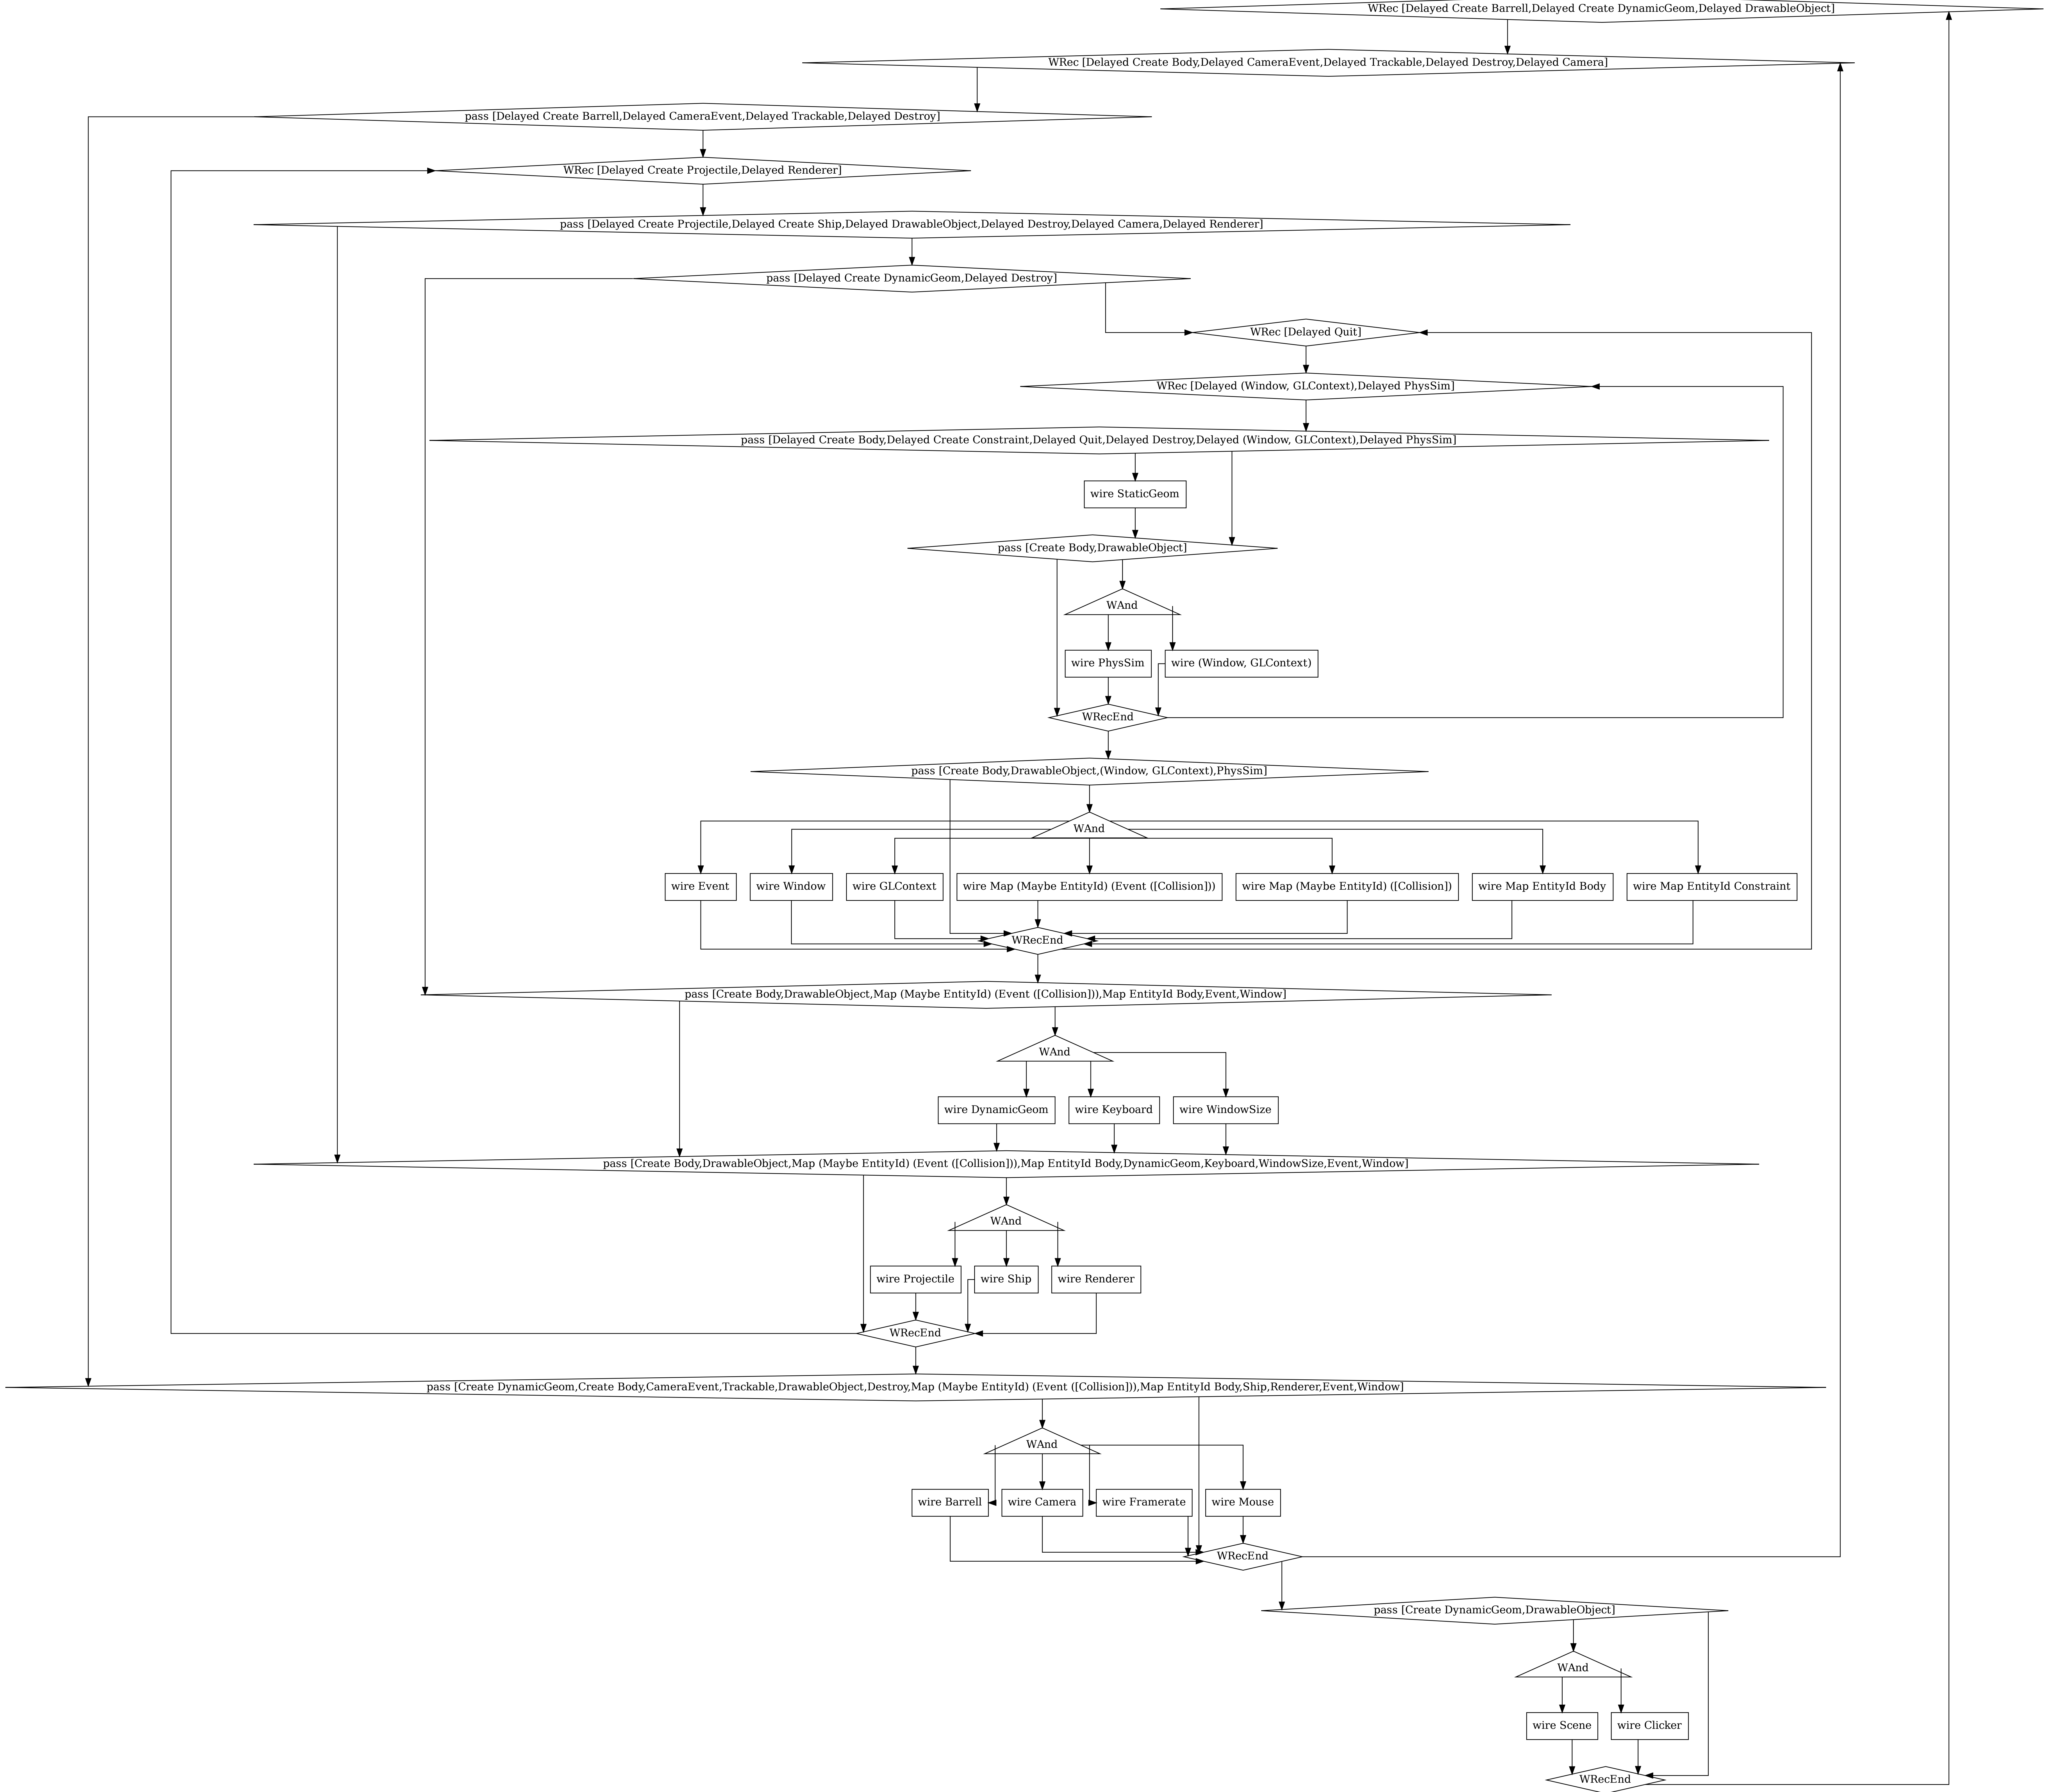 WRec [Delayed Create Barrell,Delayed Create DynamicGeom,Delayed DrawableObject]
WRec [Delayed Create Body,Delayed CameraEvent,Delayed Trackable,Delayed Destroy,Delayed Camera]
pass [Delayed Create Barrell,Delayed CameraEvent,Delayed Trackable,Delayed Destroy]
WRec [Delayed Create Projectile,Delayed Renderer]
pass [Delayed Create Projectile,Delayed Create Ship,Delayed DrawableObject,Delayed Destroy,Delayed Camera,Delayed Renderer]
pass [Delayed Create DynamicGeom,Delayed Destroy]
WRec [Delayed Quit]
WRec [Delayed (Window, GLContext),Delayed PhysSim]
pass [Delayed Create Body,Delayed Create Constraint,Delayed Quit,Delayed Destroy,Delayed (Window, GLContext),Delayed PhysSim]
wire StaticGeom
pass [Create Body,DrawableObject]
WAnd
wire PhysSim
wire (Window, GLContext)
WRecEnd
pass [Create Body,DrawableObject,(Window, GLContext),PhysSim]
WAnd
wire Event
wire Window
wire GLContext
wire Map (Maybe EntityId) (Event ([Collision]))
wire Map (Maybe EntityId) ([Collision])
wire Map EntityId Body
wire Map EntityId Constraint
WRecEnd
pass [Create Body,DrawableObject,Map (Maybe EntityId) (Event ([Collision])),Map EntityId Body,Event,Window]
WAnd
wire DynamicGeom
wire Keyboard
wire WindowSize
pass [Create Body,DrawableObject,Map (Maybe EntityId) (Event ([Collision])),Map EntityId Body,DynamicGeom,Keyboard,WindowSize,Event,Window]
WAnd
wire Projectile
wire Ship
wire Renderer
WRecEnd
pass [Create DynamicGeom,Create Body,CameraEvent,Trackable,DrawableObject,Destroy,Map (Maybe EntityId) (Event ([Collision])),Map EntityId Body,Ship,Renderer,Event,Window]
WAnd
wire Barrell
wire Camera
wire Framerate
wire Mouse
WRecEnd
pass [Create DynamicGeom,DrawableObject]
WAnd
wire Scene
wire Clicker
WRecEnd